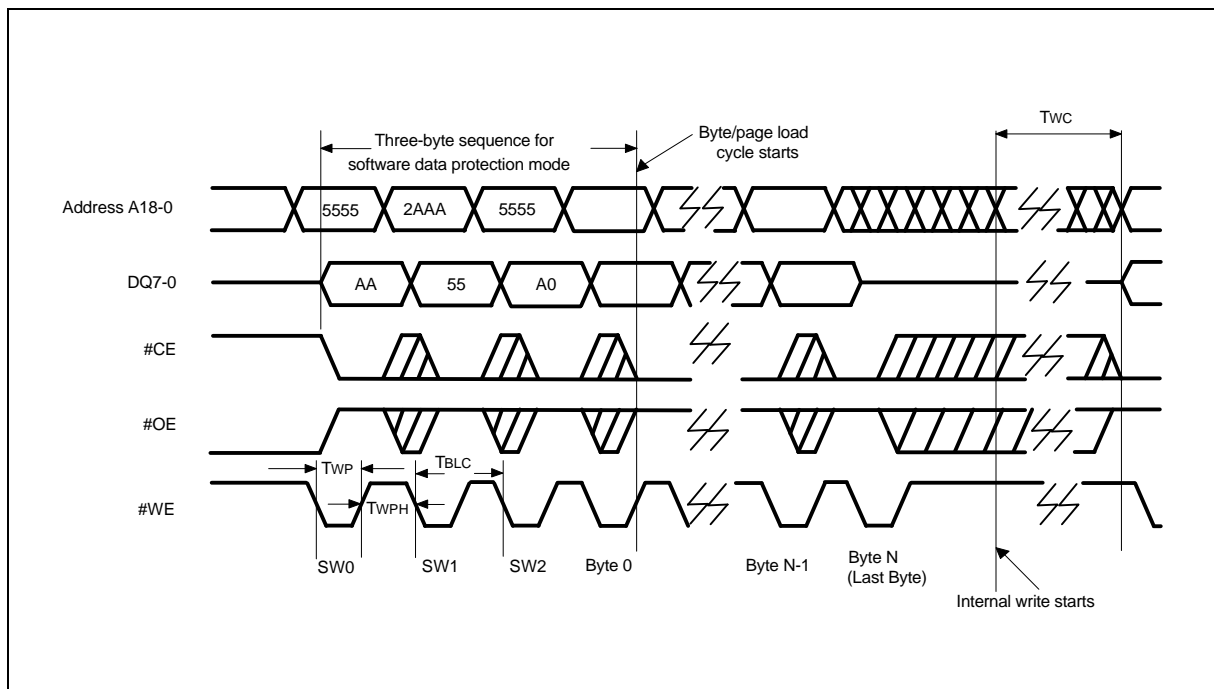 TWC
Three-byte sequence for
software data protection mode
Byte/page load
cycle starts
Address A18-0
5555
2AAA
5555
DQ7-0
AA
55
A0
#CE
#OE
TWP
TBLC
#WE
TWPH
SW0
SW1
SW2
Byte 0
Byte N-1
Byte N
(Last Byte)
Internal write starts